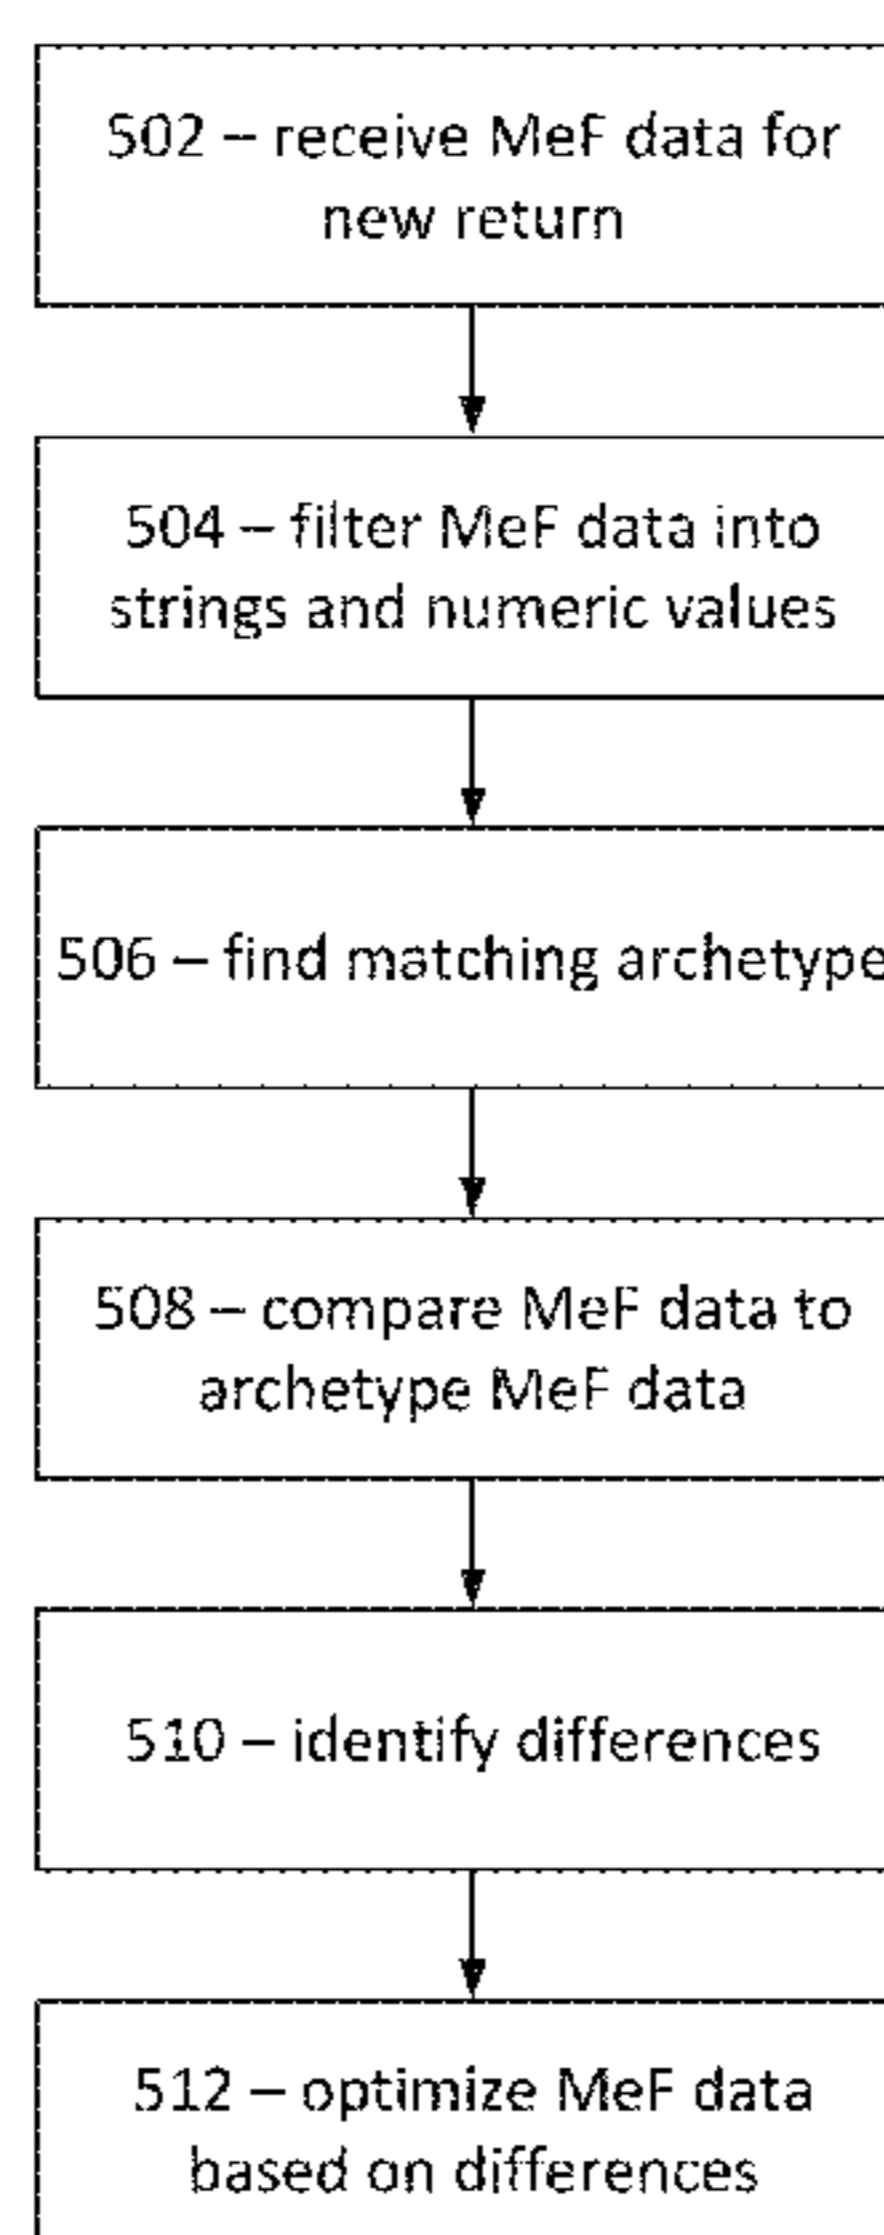 502 – receive MeF data for
new return
504 – filter MeF data into
strings and numeric values
506 – find matching archetype
508 – compare MeF data to
archetype MeF data
510 – identify differences
512 – optimize MeF data
based on differences